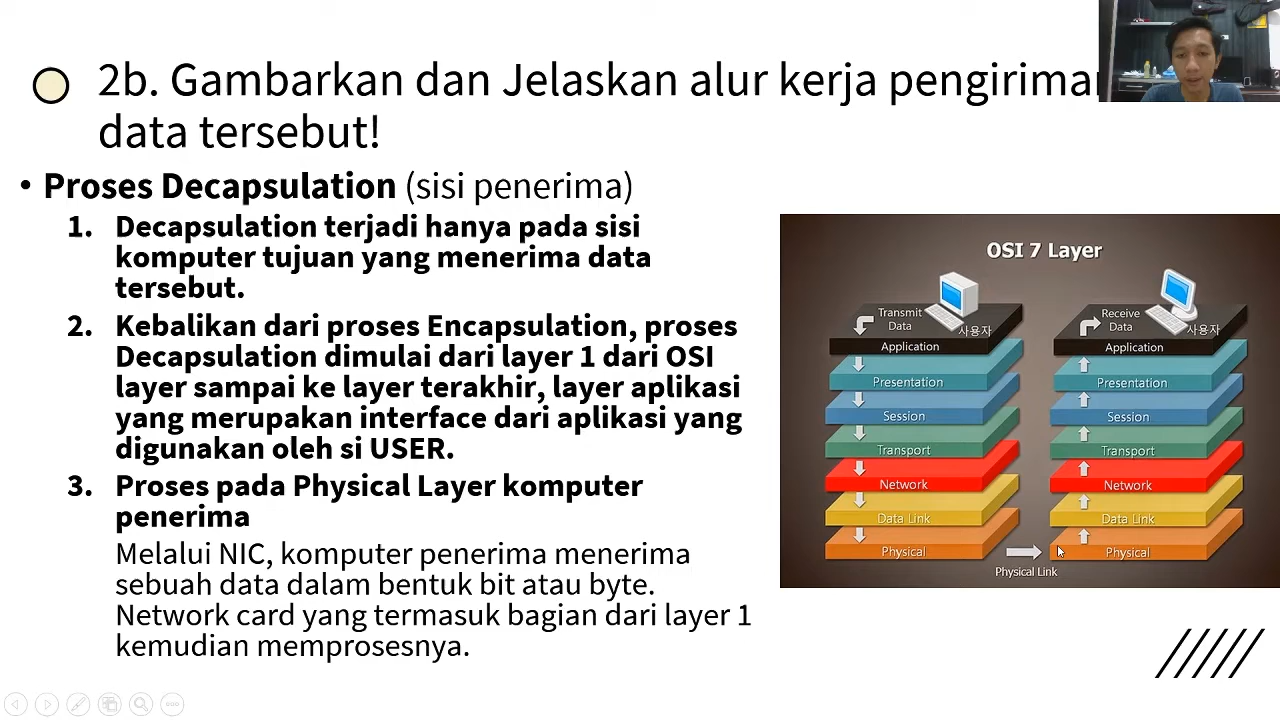 2b. Gambarkan dan Jelaskan alur kerja pengiriman
data tersebut!
• Proses Decapsulation (sisi penerima)
1. Decapsulation terjadi hanya pada sisi
komputer tujuan yang menerima data
tersebut.
2. Kebalikan dari proses Encapsulation, proses
Decapsulation dimulai dari layer 1 dari OSI
layer sampai ke layer terakhir, layer aplikasi
yang merupakan interface dari aplikasi yang
digunakan oleh si USER.
3. Proses pada Physical Layer komputer
penerima
Melalui NIC, komputer penerima menerima
sebuah data dalam bentuk bit atau byte.
Network card yang termasuk bagian dari layer 1
kemudian memprosesnya.
OSI 7 Layer
Transmit
Data
사용자
Application
Presentation
Session
Transport
Network
Data Link
Physical
Physical Link
Receive
Data
사용자
Application
Presentation
Session
Transport
Network
Data Link
Physical